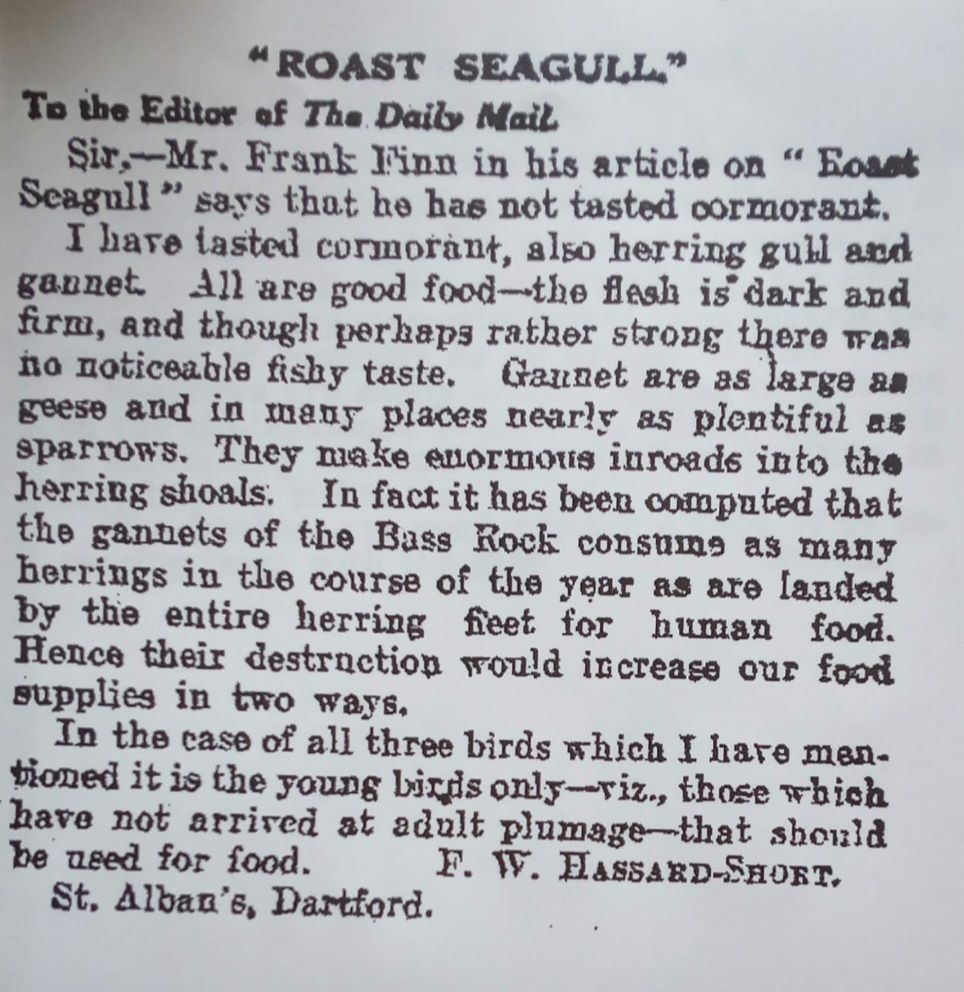 "ROAST SEAGULL."
To the Editor of The Daily Mail.
Sir,—Mr. Frank Finn in his article on "Roast
Seagull" says that he has not tasted cormorant.
I have tasted cormorant, also herring gull and
gannet. All are good food—the flesh is dark and
firm, and though perhaps rather strong there was
no noticeable fishy taste. Gannet are as large as
geese and in many places nearly as plentiful as
sparrows. They make enormous inroads into the
herring shoals. In fact it has been computed that
the gannets of the Bass Rock consume as many
herrings in the course of the year as are landed
by the entire herring fleet for human food.
Hence their destruction would increase our food
supplies in two ways.
In the case of all three birds which I have men-
tioned it is the young birds only—viz., those which
have not arrived at adult plumage—that should
be used for food. F. W. HASSARD-SHORT.
St. Alban's, Dartford.